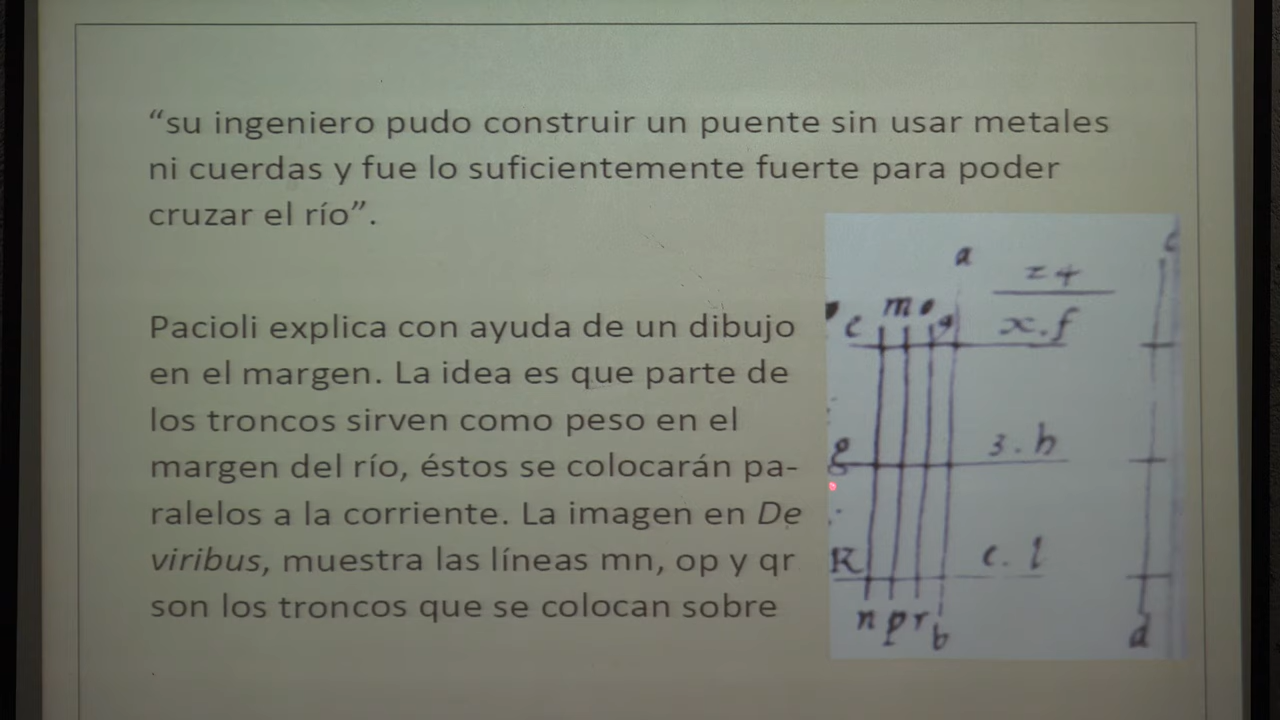 “su ingeniero pudo construir un puente sin usar metales
ni cuerdas y fue lo suficientemente fuerte para poder
cruzar el río”.
Pacioli explica con ayuda de un dibujo
en el margen. La idea es que parte de
los troncos sirven como peso en el
margen del río, éstos se colocarán pa-
ralelos a la corriente. La imagen en De
viribus, muestra las líneas mn, op y qr
son los troncos que se colocan sobre
a
m
e
x.f
g
3.h
R
c. l
n p r b
d